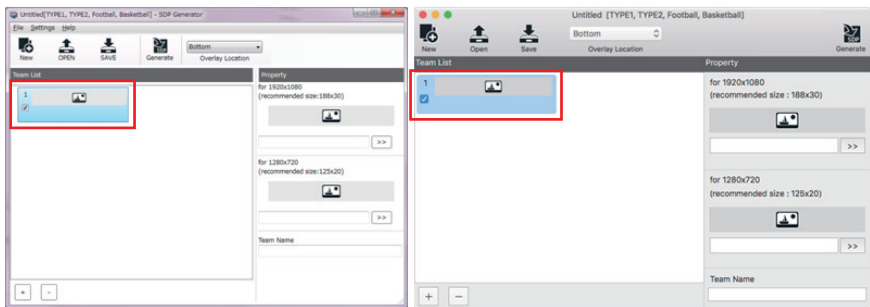 Untitled[TYPE1, TYPE2, Football, Basketball] - SDP Generator
File Settings Help
New OPEN SAVE Generate
Bottom
Overlay Location
Team List
Property
1
for 1920x1080
(recommended size:188x30)
>>
for 1280x720
(recommended size:125x20)
>>
Team Name
+ -
Untitled [TYPE1, TYPE2, Football, Basketball]
New Open Save
Bottom
Overlay Location
Generate
Team List
Property
1
for 1920x1080
(recommended size : 188x30)
>>
for 1280x720
(recommended size : 125x20)
>>
Team Name
+ −